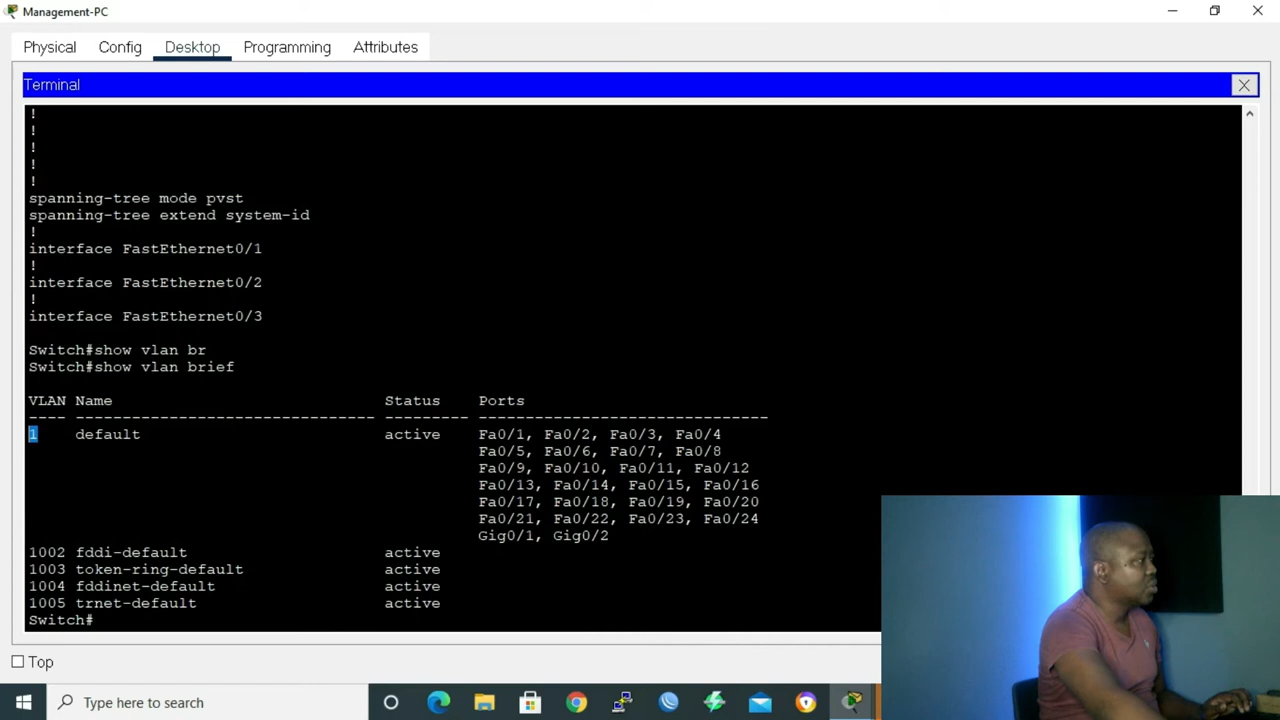 Management-PC
Physical Config Desktop Programming Attributes
Terminal
!
!
!
!
!
spanning-tree mode pvst
spanning-tree extend system-id
!
interface FastEthernet0/1
!
interface FastEthernet0/2
!
interface FastEthernet0/3
Switch#show vlan br
Switch#show vlan brief
VLAN Name Status Ports
---- -------------------------------- --------- -------------------------------
1 default active Fa0/1, Fa0/2, Fa0/3, Fa0/4
Fa0/5, Fa0/6, Fa0/7, Fa0/8
Fa0/9, Fa0/10, Fa0/11, Fa0/12
Fa0/13, Fa0/14, Fa0/15, Fa0/16
Fa0/17, Fa0/18, Fa0/19, Fa0/20
Fa0/21, Fa0/22, Fa0/23, Fa0/24
Gig0/1, Gig0/2
1002 fddi-default active
1003 token-ring-default active
1004 fddinet-default active
1005 trnet-default active
Switch#
Top
Type here to search